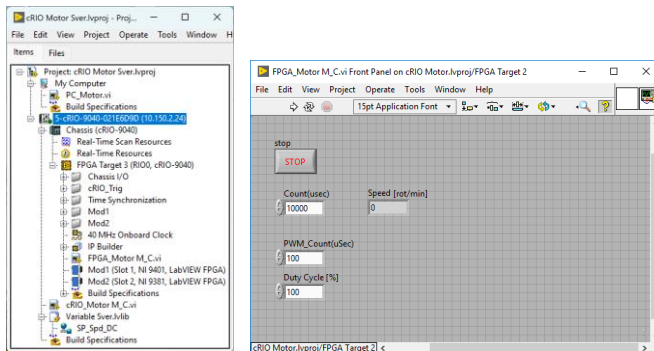 cRIO Motor Sver.lvproj - Proj...
File Edit View Project Operate Tools Window H
Items Files
Project: cRIO Motor Sver.lvproj
My Computer
PC_Motor.vi
Build Specifications
5-cRIO-9040-021E6D9D (10.150.2.24)
Chassis (cRIO-9040)
Real-Time Scan Resources
Real-Time Resources
FPGA Target 3 (RIO0, cRIO-9040)
Chassis I/O
cRIO_Trig
Time Synchronization
Mod1
Mod2
40 MHz Onboard Clock
IP Builder
FPGA_Motor M_C.vi
Mod1 (Slot 1, NI 9401, LabVIEW FPGA)
Mod2 (Slot 2, NI 9381, LabVIEW FPGA)
Build Specifications
cRIO_Motor M_C.vi
Variable Sver.lvlib
SP_Spd_DC
Build Specifications
FPGA_Motor M_C.vi Front Panel on cRIO Motor.lvproj/FPGA Target 2
File Edit View Project Operate Tools Window Help
15pt Application Font
stop
STOP
Count(usec) Speed [rot/min]
10000 0
PWM_Count(uSec)
100
Duty Cycle [%]
100
cRIO Motor.lvproj/FPGA Target 2